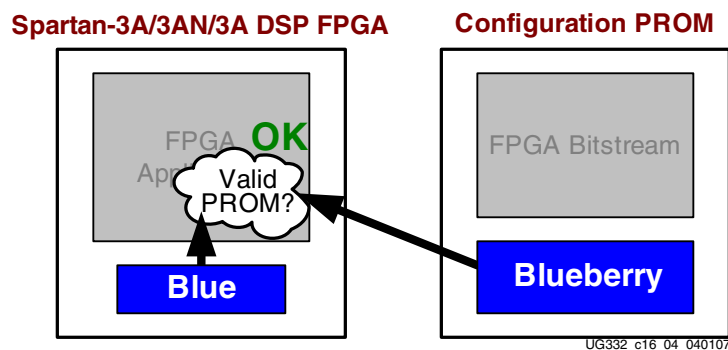 Spartan-3A/3AN/3A DSP FPGA
Configuration PROM
FPGA OK
Valid
PROM?
Blue
FPGA Bitstream
Blueberry
UG332_c16_04_040107